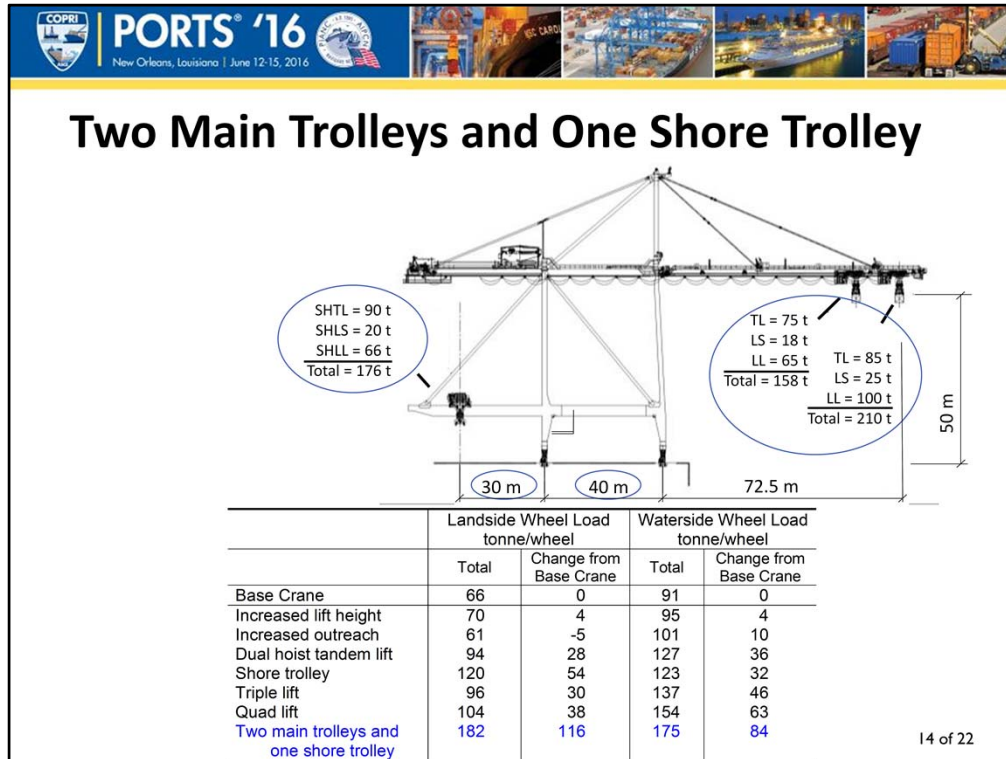 COPRI
PORTS® '16
New Orleans, Louisiana | June 12-15, 2016
Two Main Trolleys and One Shore Trolley
SHTL = 90 t
SHLS = 20 t
SHLL = 66 t
Total = 176 t
TL = 75 t
LS = 18 t
LL = 65 t
Total = 158 t
TL = 85 t
LS = 25 t
LL = 100 t
Total = 210 t
50 m
30 m 40 m 72.5 m
Landside Wheel Load Waterside Wheel Load
tonne/wheel tonne/wheel
Total Change from Base Crane Total Change from Base Crane
Base Crane 66 0 91 0
Increased lift height 70 4 95 4
Increased outreach 61 -5 101 10
Dual hoist tandem lift 94 28 127 36
Shore trolley 120 54 123 32
Triple lift 96 30 137 46
Quad lift 104 38 154 63
Two main trolleys and 182 116 175 84
one shore trolley
14 of 22